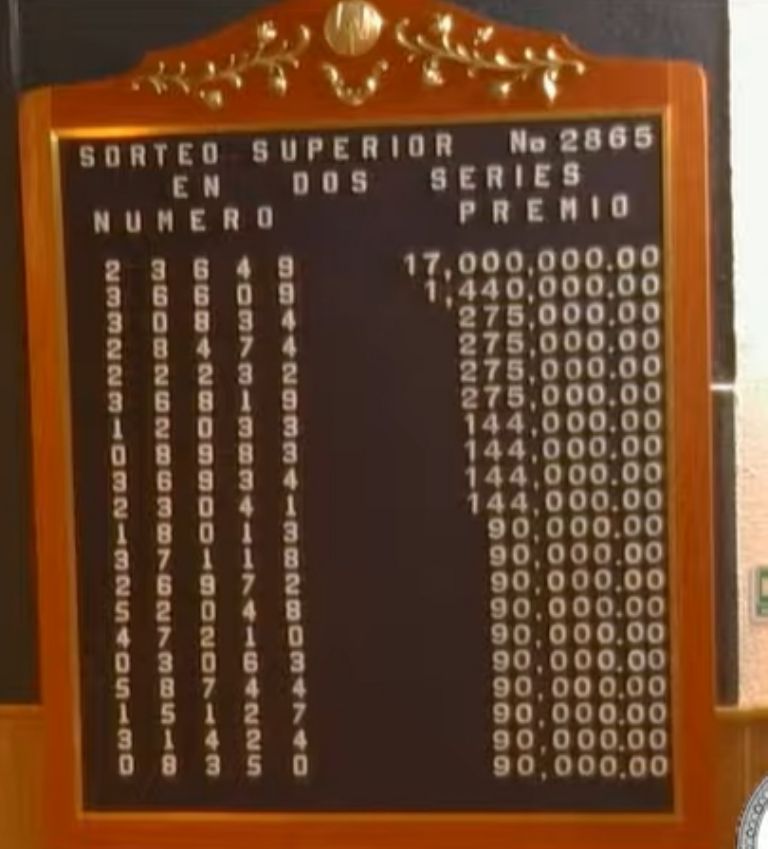 SORTEO SUPERIOR No 2865
EN DOS SERIES
NUMERO PREMIO
2 3 6 4 9 17,000,000.00
3 6 6 0 9 1,440,000.00
3 0 8 3 4 275,000.00
2 8 4 7 4 275,000.00
2 2 2 3 2 275,000.00
3 6 8 1 9 275,000.00
1 2 0 3 3 144,000.00
0 8 9 8 3 144,000.00
3 6 9 3 4 144,000.00
2 3 0 4 1 144,000.00
1 8 0 1 3 90,000.00
3 7 1 1 8 90,000.00
2 6 9 7 2 90,000.00
5 2 0 4 8 90,000.00
4 7 2 1 0 90,000.00
0 3 0 6 3 90,000.00
5 8 7 4 4 90,000.00
1 5 1 2 7 90,000.00
3 1 4 2 4 90,000.00
0 8 3 5 0 90,000.00